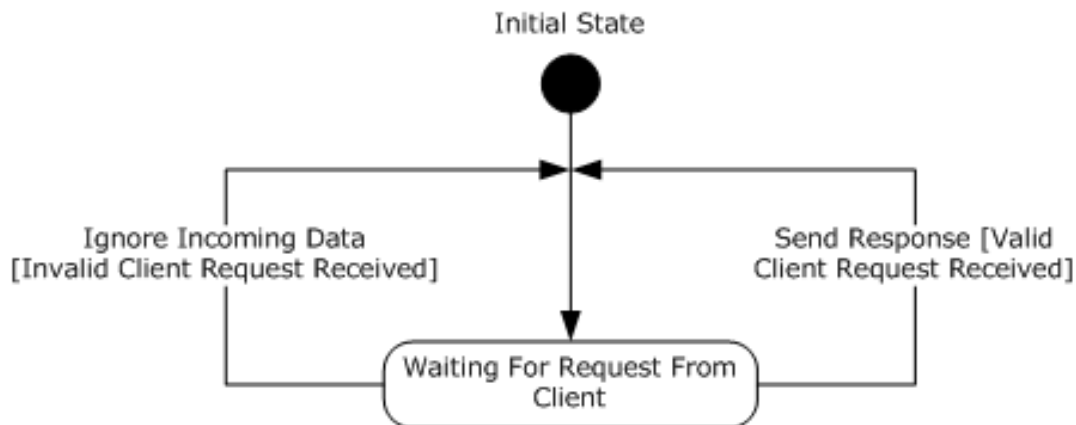 Initial State
Ignore Incoming Data
[Invalid Client Request Received]
Send Response [Valid
Client Request Received]
Waiting For Request From
Client